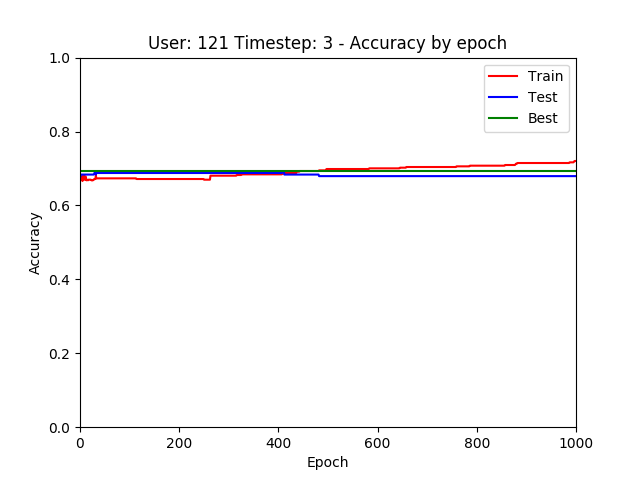 User: 121 Timestep: 3 - Accuracy by epoch
1.0
0.8
0.6
0.4
0.2
0.0
Accuracy
Train
Test
Best
0 200 400 600 800 1000
Epoch